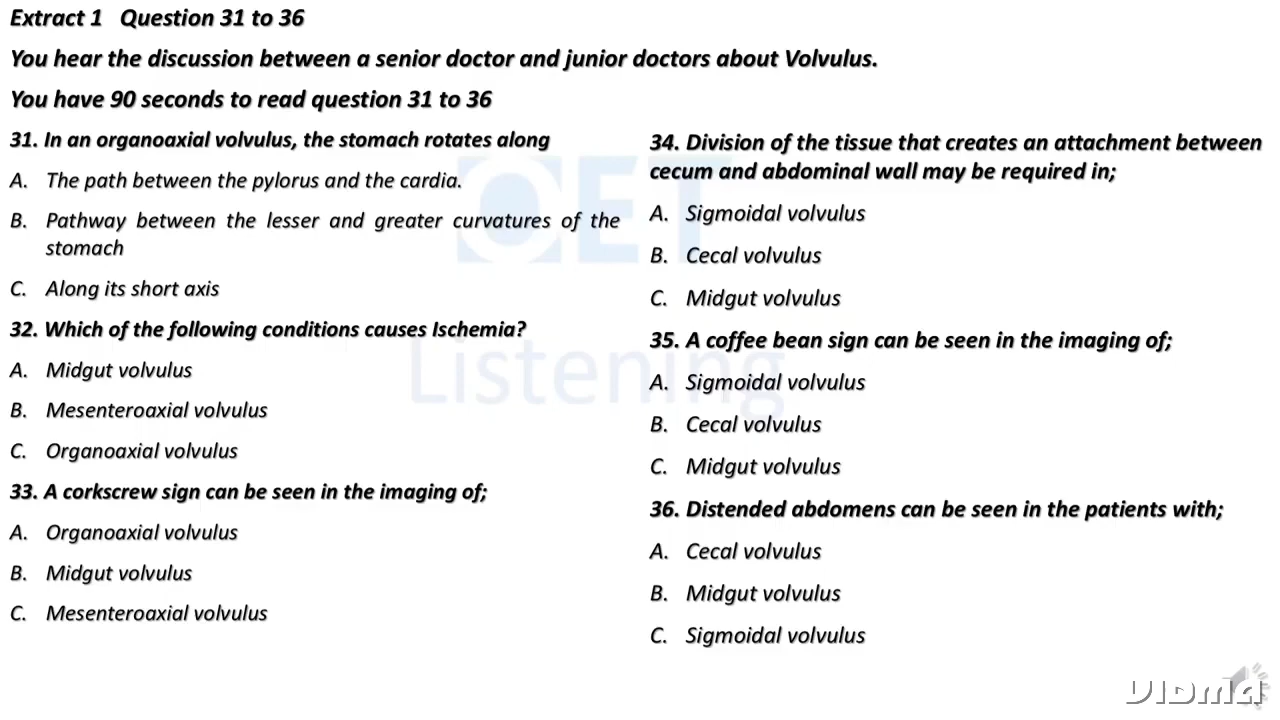 Extract 1 Question 31 to 36
You hear the discussion between a senior doctor and junior doctors about Volvulus.
You have 90 seconds to read question 31 to 36
31. In an organoaxial volvulus, the stomach rotates along
A. The path between the pylorus and the cardia.
B. Pathway between the lesser and greater curvatures of the
stomach
C. Along its short axis
32. Which of the following conditions causes Ischemia?
A. Midgut volvulus
B. Mesenteroaxial volvulus
C. Organoaxial volvulus
33. A corkscrew sign can be seen in the imaging of;
A. Organoaxial volvulus
B. Midgut volvulus
C. Mesenteroaxial volvulus
34. Division of the tissue that creates an attachment between
cecum and abdominal wall may be required in;
A. Sigmoidal volvulus
B. Cecal volvulus
C. Midgut volvulus
35. A coffee bean sign can be seen in the imaging of;
A. Sigmoidal volvulus
B. Cecal volvulus
C. Midgut volvulus
36. Distended abdomens can be seen in the patients with;
A. Cecal volvulus
B. Midgut volvulus
C. Sigmoidal volvulus
OET
Listening
VIDMA